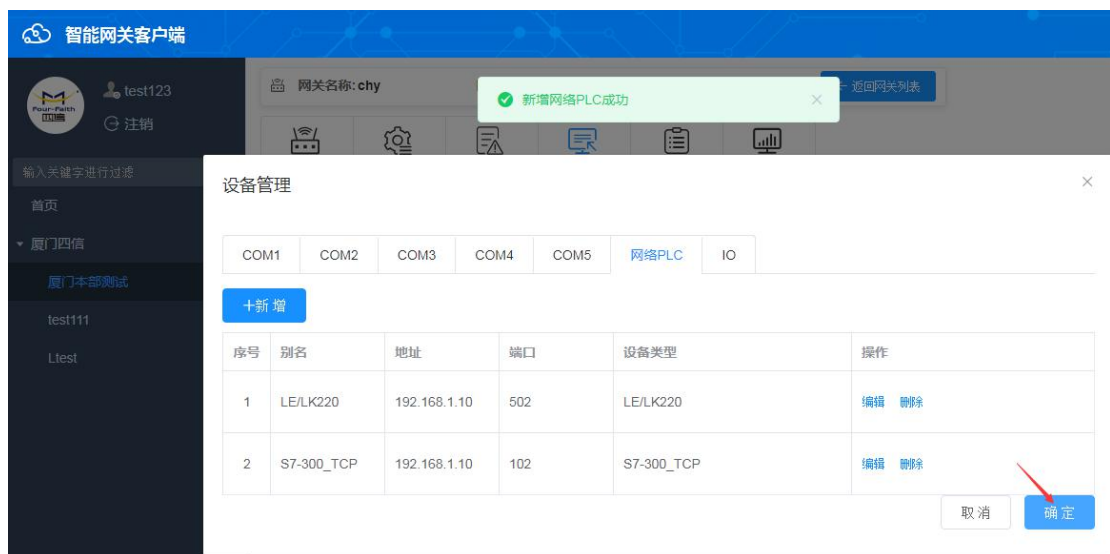 智能网关客户端
test123
注销
Four-Faith
四信
网关名称: chy
新增网络PLC成功
返回网关列表
输入关键字进行过滤
首页
厦门四信
厦门本部测试
test111
Ltest
设备管理
COM1 COM2 COM3 COM4 COM5 网络PLC IO
+新 增
序号 别名 地址 端口 设备类型 操作
1 LE/LK220 192.168.1.10 502 LE/LK220 编辑 删除
2 S7-300_TCP 192.168.1.10 102 S7-300_TCP 编辑 删除
取 消 确 定